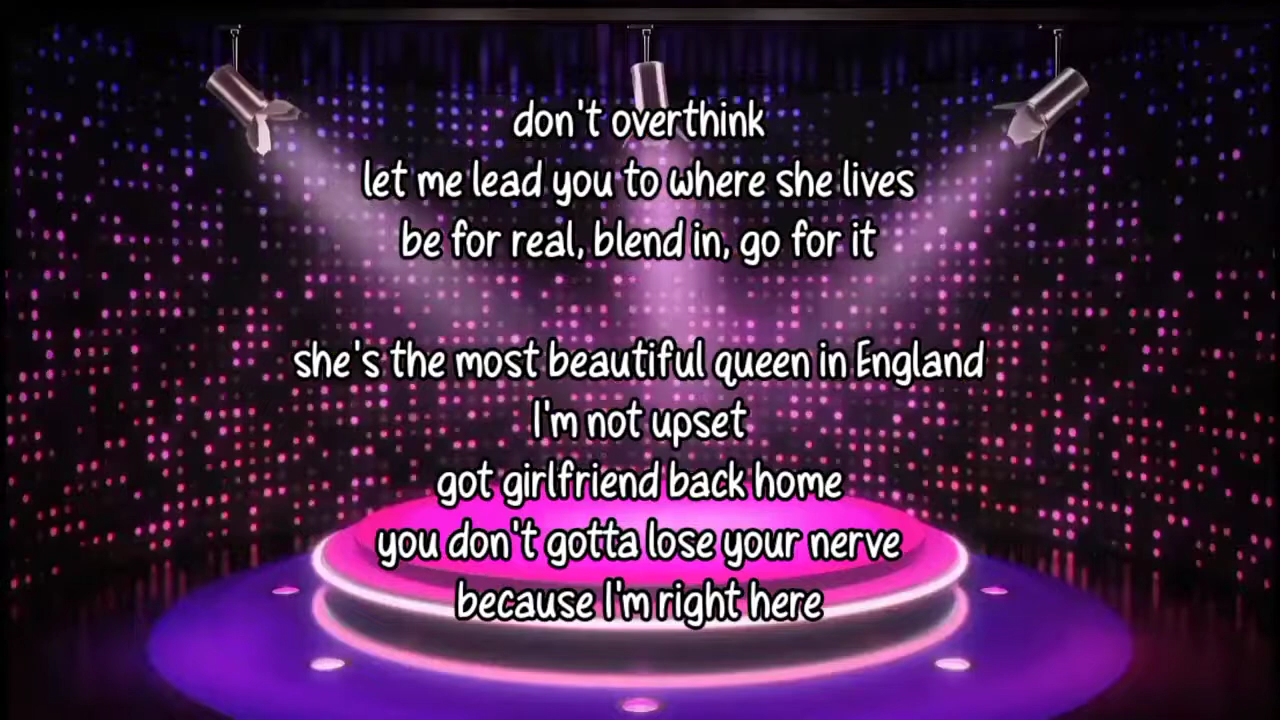 don't overthink
let me lead you to where she lives
be for real, blend in, go for it
she's the most beautiful queen in England
I'm not upset
got girlfriend back home
you don't gotta lose your nerve
because I'm right here